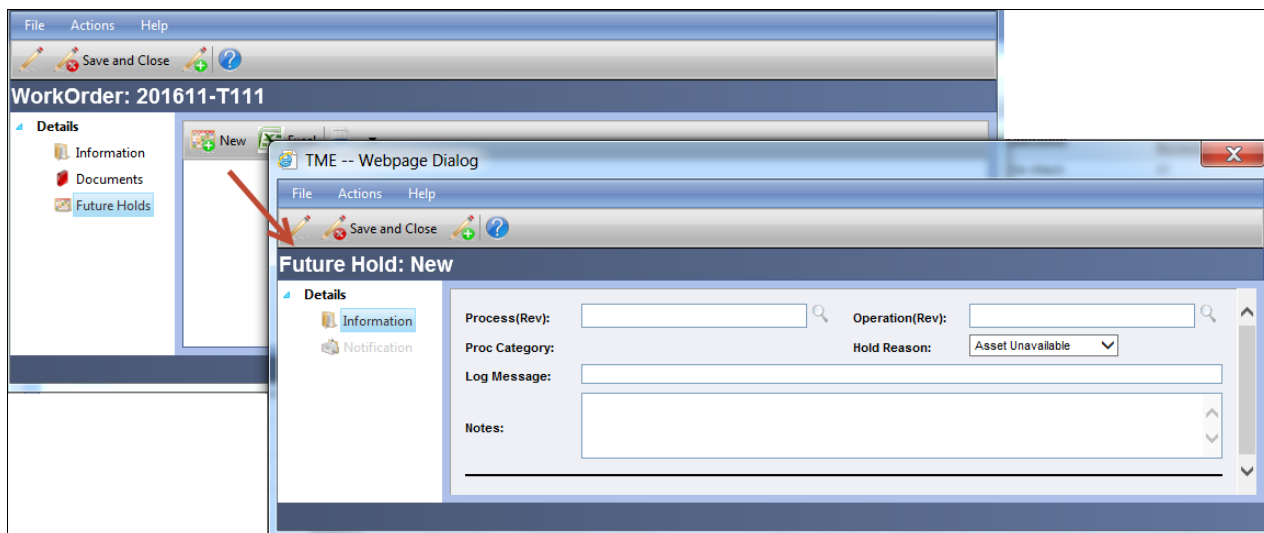 File Actions Help
Save and Close
WorkOrder: 201611-T111
Details
Information
Documents
Future Holds
New
TME -- Webpage Dialog
X
File Actions Help
Save and Close
Future Hold: New
Details
Information
Notification
Process(Rev): Operation(Rev):
Proc Category: Hold Reason: Asset Unavailable
Log Message:
Notes: